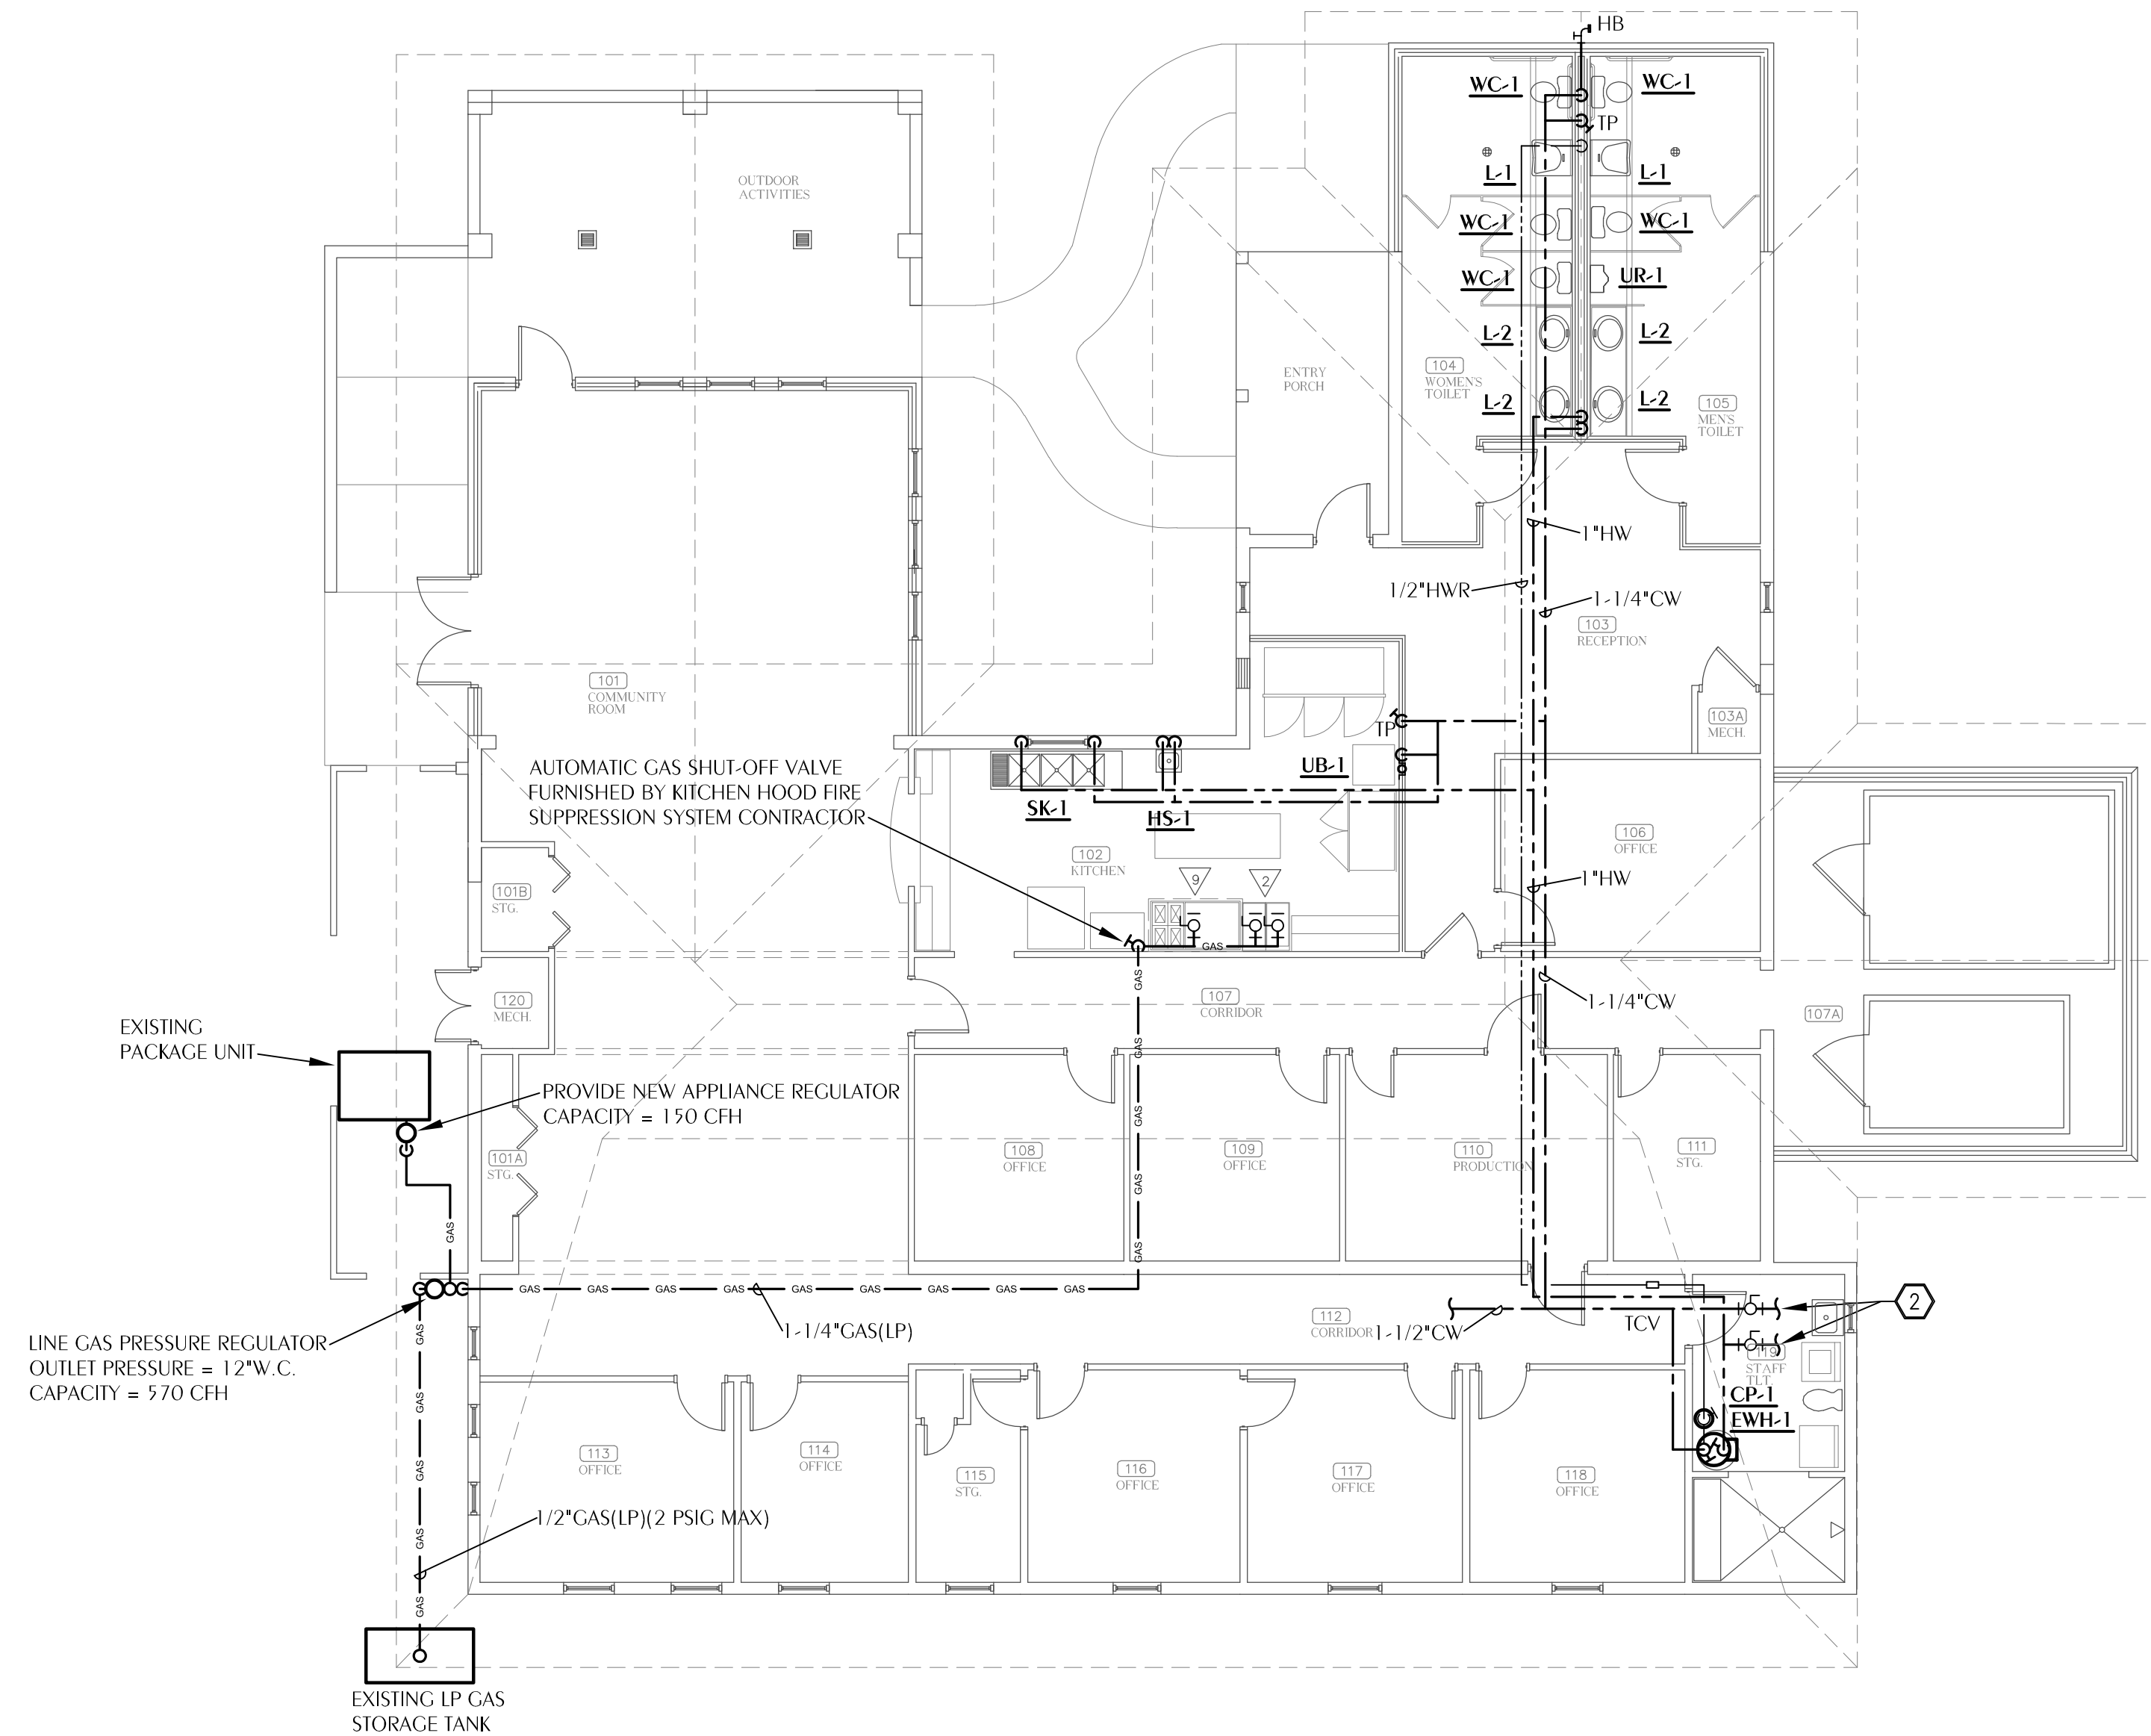 HB
WC-1
WC-1
TP
L-1
L-1
WC-1
WC-1
WC-1
UR-1
L-2
L-2
L-2
L-2
OUTDOOR
ACTIVITIES
ENTRY
PORCH
104
WOMEN'S
TOILET
105
MEN'S
TOILET
1"HW
1/2"HWR
1-1/4"CW
103
RECEPTION
101
COMMUNITY
ROOM
103A
MECH.
TP
UB-1
AUTOMATIC GAS SHUT-OFF VALVE
FURNISHED BY KITCHEN HOOD FIRE
SUPPRESSION SYSTEM CONTRACTOR
SK-1
HS-1
102
KITCHEN
106
OFFICE
9
2
1"HW
101B
STG.
GAS
GAS
120
MECH.
107
CORRIDOR
1-1/4"CW
107A
EXISTING
PACKAGE UNIT
GAS
PROVIDE NEW APPLIANCE REGULATOR
CAPACITY = 150 CFH
GAS
101A
STG.
108
OFFICE
109
OFFICE
110
PRODUCTION
111
STG.
GAS
GAS
GAS
GAS GAS GAS GAS GAS GAS GAS GAS GAS
LINE GAS PRESSURE REGULATOR
OUTLET PRESSURE = 12"W.C.
CAPACITY = 570 CFH
GAS
1-1/4"GAS(LP)
112
CORRIDOR
1-1/2"CW
TCV
2
119
STAFF
TLT.
CP-1
EWH-1
GAS
GAS
113
OFFICE
114
OFFICE
115
STG.
116
OFFICE
117
OFFICE
118
OFFICE
1/2"GAS(LP)(2 PSIG MAX)
GAS
GAS
EXISTING LP GAS
STORAGE TANK